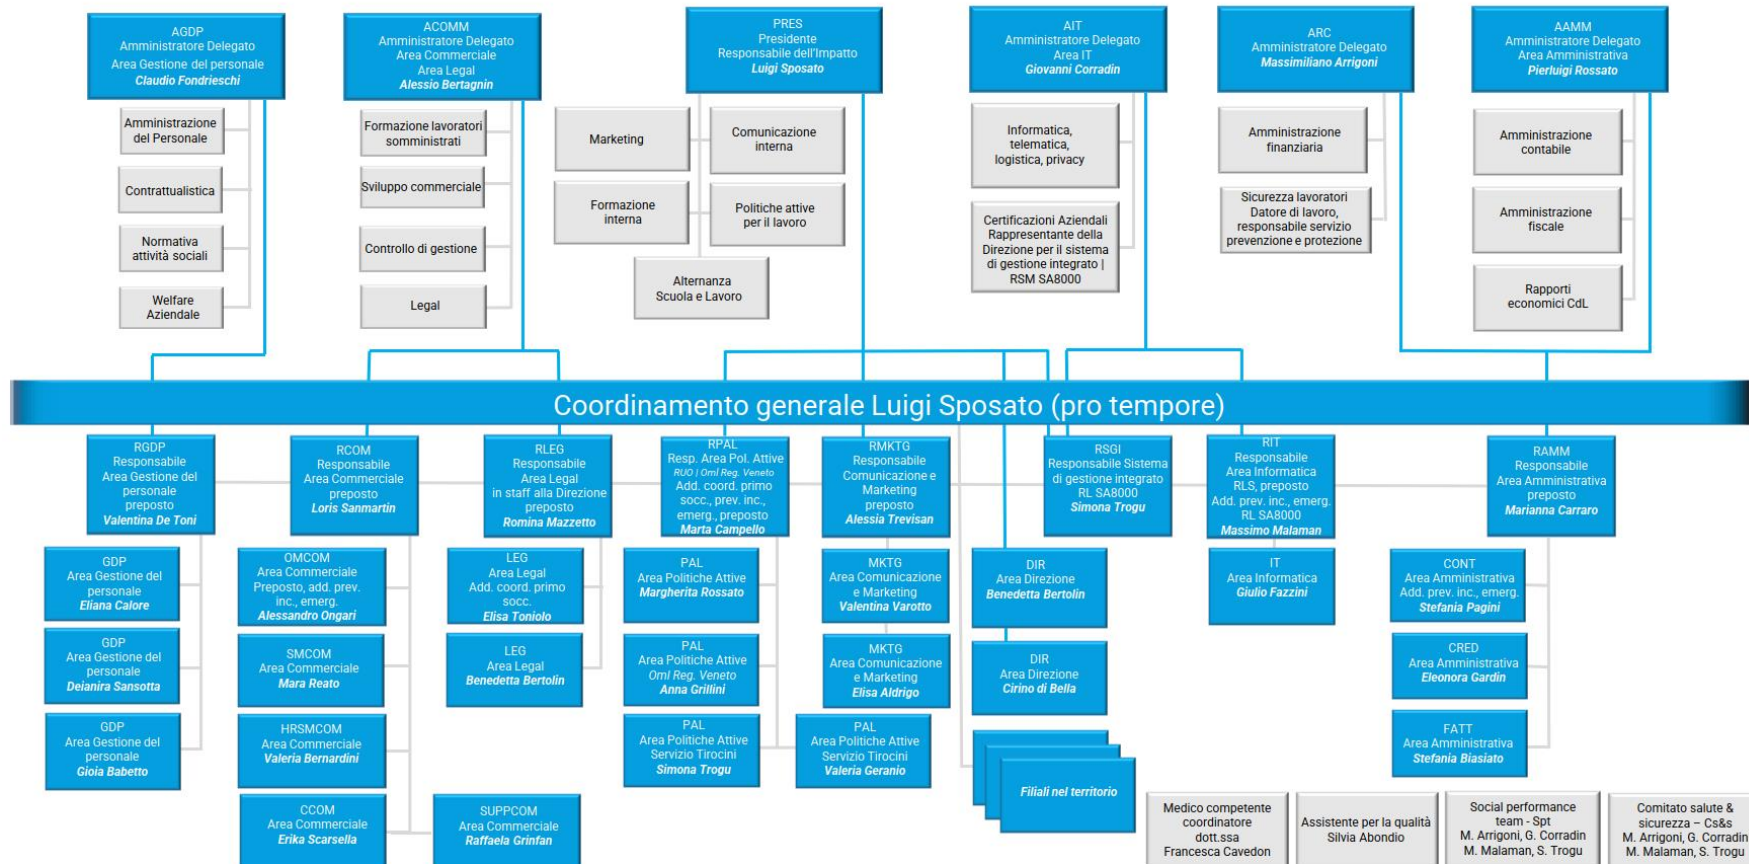 AGDP
Amministratore Delegato
Area Gestione del personale
Claudio Fondrieschi
ACOMM
Amministratore Delegato
Area Commerciale
Area Legal
Alessio Bertagnin
PRES
Presidente
Responsabile dell'Impatto
Luigi Sposato
AIT
Amministratore Delegato
Area IT
Giovanni Corradin
ARC
Amministratore Delegato
Massimiliano Arrigoni
AAMM
Amministratore Delegato
Area Amministrativa
Pierluigi Rossato
Amministrazione
del Personale
Contrattualistica
Normativa
attività sociali
Welfare
Aziendale
Formazione lavoratori
somministrati
Sviluppo commerciale
Controllo di gestione
Legal
Marketing
Comunicazione
interna
Formazione
interna
Politiche attive
per il lavoro
Alternanza
Scuola e Lavoro
Informatica,
telematica,
logistica, privacy
Certificazioni Aziendali
Rappresentante della
Direzione per il sistema
di gestione integrato |
RSM SA8000
Amministrazione
finanziaria
Sicurezza lavoratori
Datore di lavoro,
responsabile servizio
prevenzione e protezione
Amministrazione
contabile
Amministrazione
fiscale
Rapporti
economici CdL
Coordinamento generale Luigi Sposato (pro tempore)
RGDP
Responsabile
Area Gestione del
personale
preposto
Valentina De Toni
RCOM
Responsabile
Area Commerciale
preposto
Loris Sanmartin
RLEG
Responsabile
Area Legal
in staff alla Direzione
preposto
Romina Mazzetto
RPAL
Resp. Area Pol. Attive
RUO | Oml Reg. Veneto
Add. coord. primo
socc., prev. inc.,
emerg., preposto
Marta Campello
RMKTG
Responsabile
Comunicazione e
Marketing
preposto
Alessia Trevisan
RSGI
Responsabile Sistema
di gestione integrato
RL SA8000
Simona Trogu
RIT
Responsabile
Area Informatica
RLS, preposto
Add. prev. inc., emerg.
RL SA8000
Massimo Malaman
RAMM
Responsabile
Area Amministrativa
preposto
Marianna Carraro
GDP
Area Gestione del
personale
Eliana Calore
GDP
Area Gestione del
personale
Deianira Sansotta
GDP
Area Gestione del
personale
Gioia Babetto
OMCOM
Area Commerciale
Preposto, add. prev.
inc., emerg.
Alessandro Ongari
SMCOM
Area Commerciale
Mara Reato
HRSMCOM
Area Commerciale
Valeria Bernardini
CCOM
Area Commerciale
Erika Scarsella
SUPPCOM
Area Commerciale
Raffaela Grinfan
LEG
Area Legal
Add. coord. primo
socc.
Elisa Toniolo
LEG
Area Legal
Benedetta Bertolin
PAL
Area Politiche Attive
Margherita Rossato
PAL
Area Politiche Attive
Oml Reg. Veneto
Anna Grillini
PAL
Area Politiche Attive
Servizio Tirocini
Simona Trogu
PAL
Area Politiche Attive
Servizio Tirocini
Valeria Geranio
MKTG
Area Comunicazione
e Marketing
Valentina Varotto
MKTG
Area Comunicazione
e Marketing
Elisa Aldrigo
DIR
Area Direzione
Benedetta Bertolin
DIR
Area Direzione
Cirino di Bella
Filiali nel territorio
IT
Area Informatica
Giulio Fazzini
CONT
Area Amministrativa
Add. prev. inc., emerg.
Stefania Pagini
CRED
Area Amministrativa
Eleonora Gardin
FATT
Area Amministrativa
Stefania Biasiato
Medico competente
coordinatore
dott.ssa
Francesca Cavedon
Assistente per la qualità
Silvia Abondio
Social performance
team - Spt
M. Arrigoni, G. Corradin
M. Malaman, S. Trogu
Comitato salute &
sicurezza – Cs&s
M. Arrigoni, G. Corradin
M. Malaman, S. Trogu